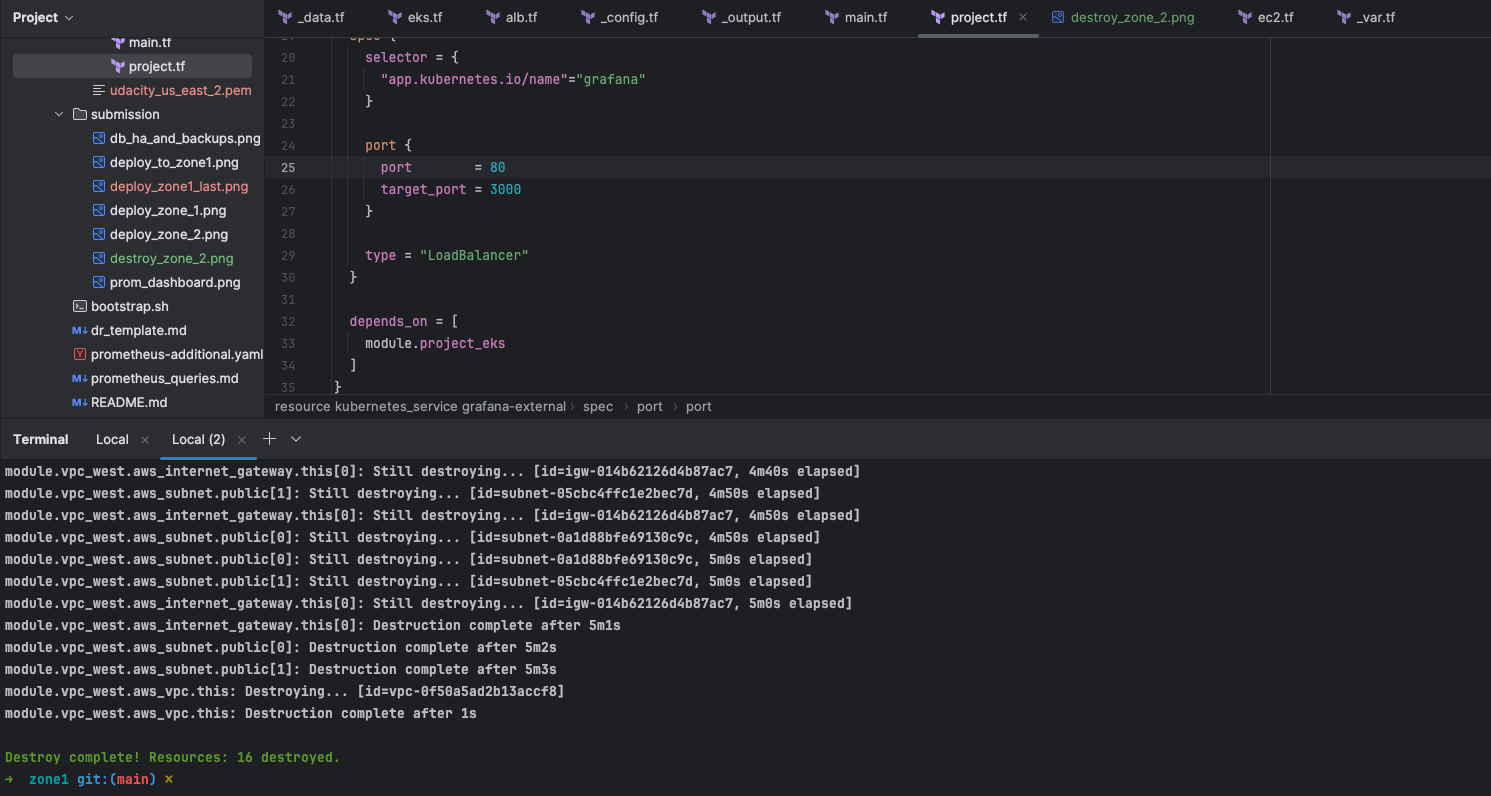 Project
_data.tf eks.tf alb.tf _config.tf _output.tf main.tf project.tf × destroy_zone_2.png ec2.tf _var.tf
main.tf
project.tf
udacity_us_east_2.pem
submission
db_ha_and_backups.png
deploy_to_zone1.png
deploy_zone1_last.png
deploy_zone_1.png
deploy_zone_2.png
destroy_zone_2.png
prom_dashboard.png
bootstrap.sh
M↓ dr_template.md
Y prometheus-additional.yaml
M↓ prometheus_queries.md
M↓ README.md
20 selector = {
21 "app.kubernetes.io/name"="grafana"
22 }
23
24 port {
25 port = 80
26 target_port = 3000
27 }
28
29 type = "LoadBalancer"
30 }
31
32 depends_on = [
33 module.project_eks
34 ]
35 }
resource kubernetes_service grafana-external › spec › port › port
Terminal Local × Local (2) × +
module.vpc_west.aws_internet_gateway.this[0]: Still destroying... [id=igw-014b62126d4b87ac7, 4m40s elapsed]
module.vpc_west.aws_subnet.public[1]: Still destroying... [id=subnet-05cbc4ffc1e2bec7d, 4m50s elapsed]
module.vpc_west.aws_internet_gateway.this[0]: Still destroying... [id=igw-014b62126d4b87ac7, 4m50s elapsed]
module.vpc_west.aws_subnet.public[0]: Still destroying... [id=subnet-0a1d88bfe69130c9c, 4m50s elapsed]
module.vpc_west.aws_subnet.public[0]: Still destroying... [id=subnet-0a1d88bfe69130c9c, 5m0s elapsed]
module.vpc_west.aws_subnet.public[1]: Still destroying... [id=subnet-05cbc4ffc1e2bec7d, 5m0s elapsed]
module.vpc_west.aws_internet_gateway.this[0]: Still destroying... [id=igw-014b62126d4b87ac7, 5m0s elapsed]
module.vpc_west.aws_internet_gateway.this[0]: Destruction complete after 5m1s
module.vpc_west.aws_subnet.public[0]: Destruction complete after 5m2s
module.vpc_west.aws_subnet.public[1]: Destruction complete after 5m3s
module.vpc_west.aws_vpc.this: Destroying... [id=vpc-0f50a5ad2b13accf8]
module.vpc_west.aws_vpc.this: Destruction complete after 1s
Destroy complete! Resources: 16 destroyed.
→ zone1 git:(main) ×